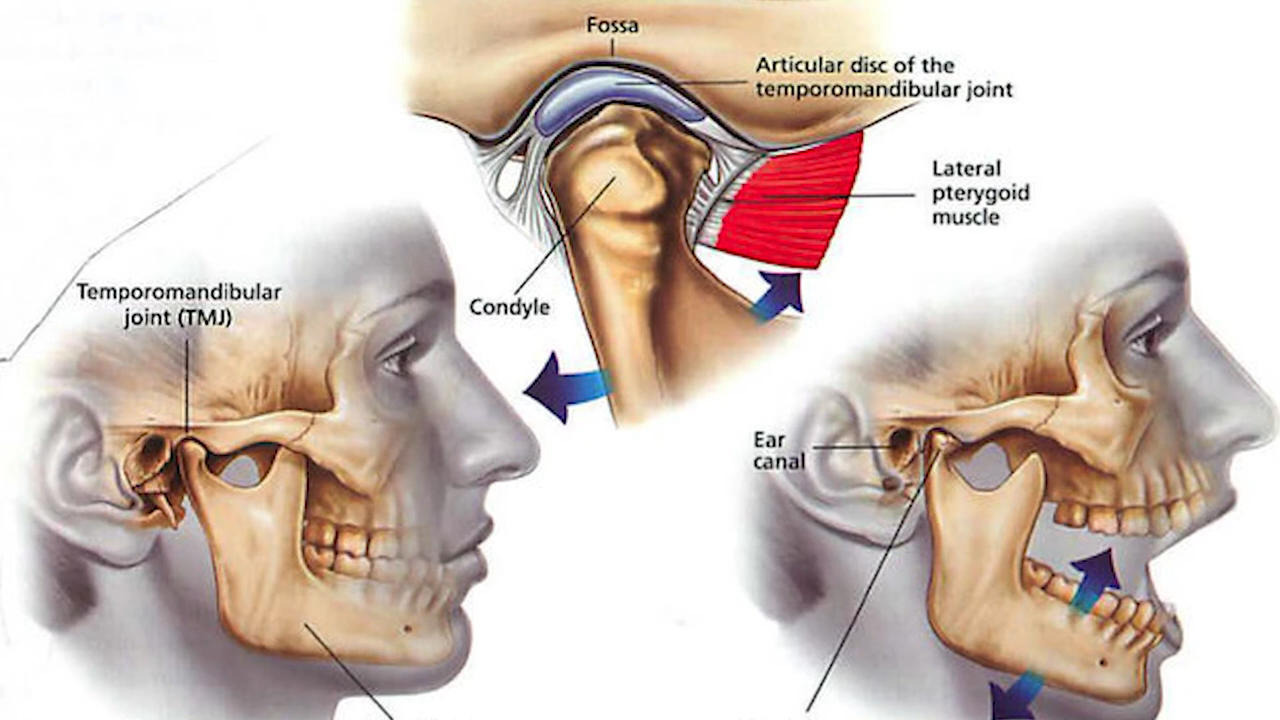 Fossa
Articular disc of the
temporomandibular joint
Lateral
pterygoid
muscle
Temporomandibular
joint (TMJ)
Condyle
Ear
canal